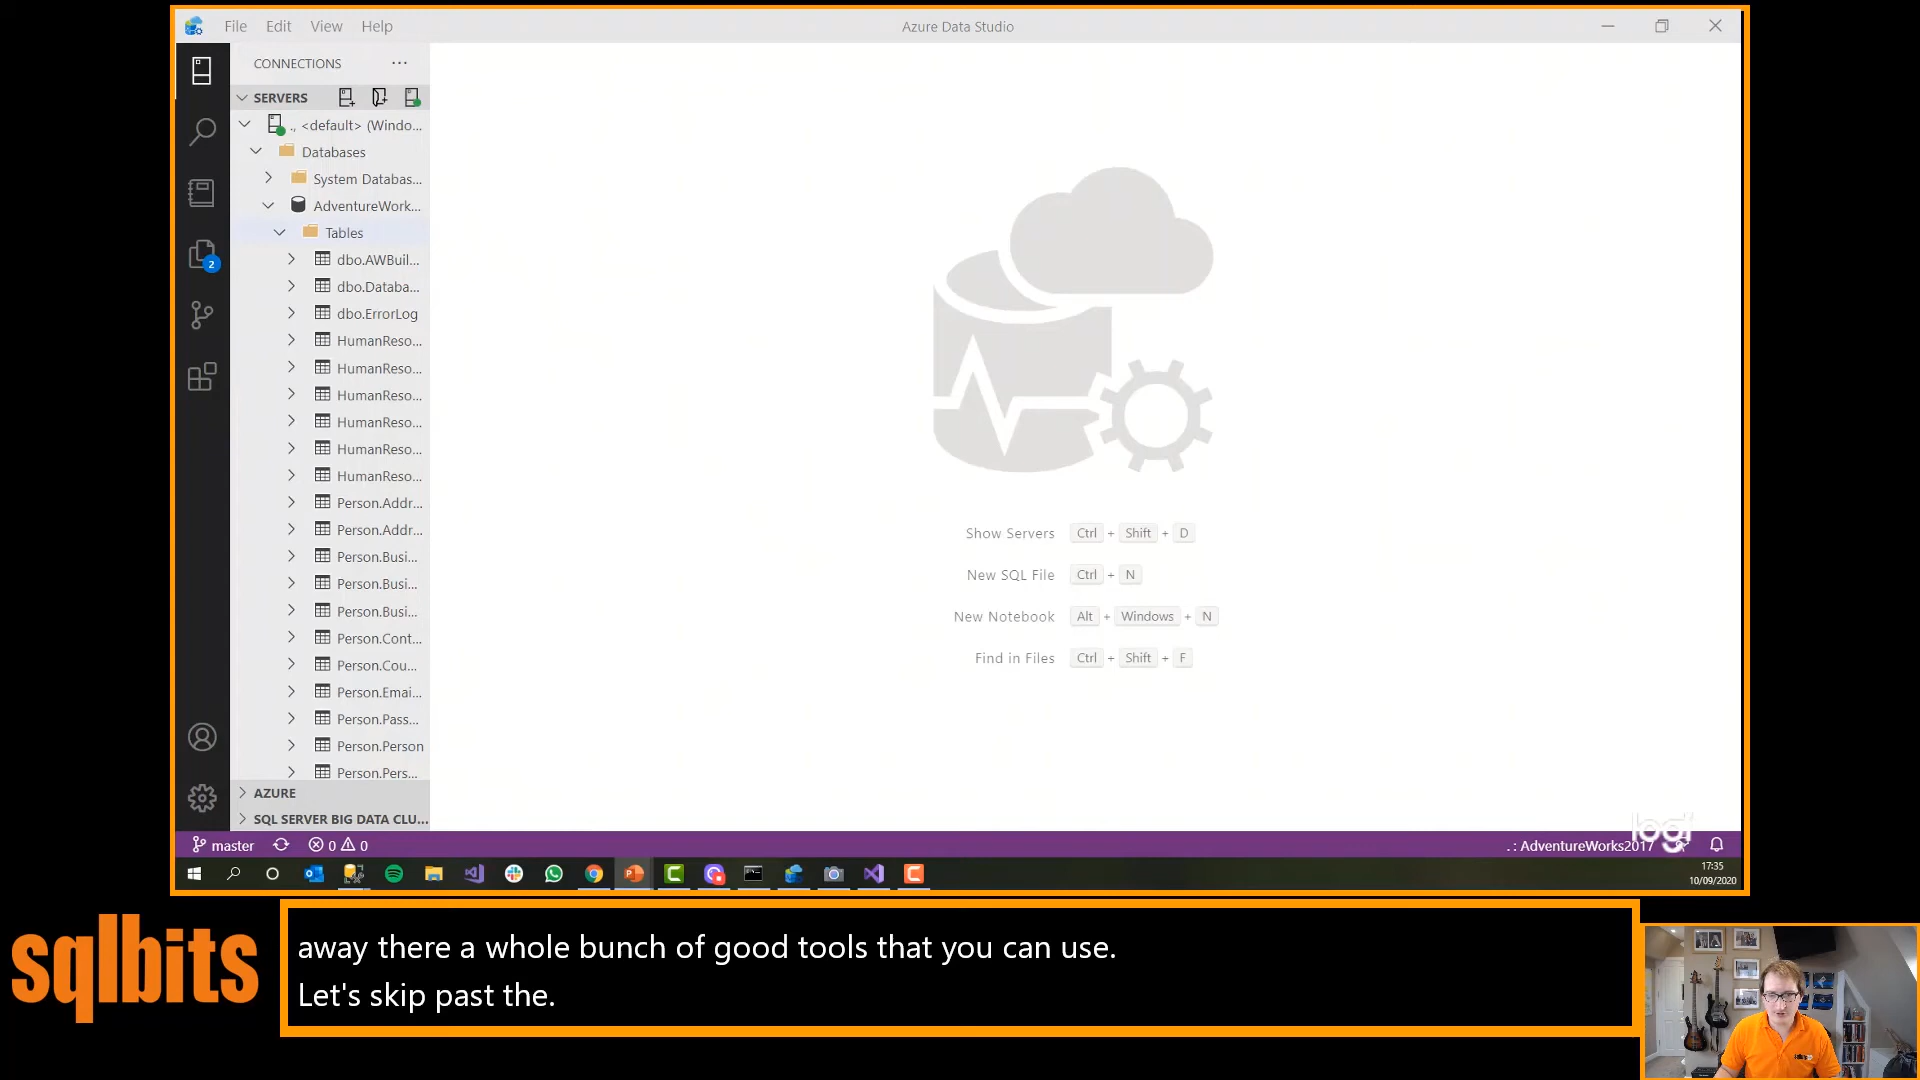 File Edit View Help
Azure Data Studio
CONNECTIONS
SERVERS
., <default> (Windo...
Databases
System Databas...
AdventureWork...
Tables
dbo.AWBuil...
dbo.Databa...
dbo.ErrorLog
HumanReso...
HumanReso...
HumanReso...
HumanReso...
HumanReso...
HumanReso...
Person.Addr...
Person.Addr...
Person.Busi...
Person.Busi...
Person.Busi...
Person.Cont...
Person.Cou...
Person.Emai...
Person.Pass...
Person.Person
Person.Pers...
AZURE
SQL SERVER BIG DATA CLU...
2
Show Servers Ctrl + Shift + D
New SQL File Ctrl + N
New Notebook Alt + Windows + N
Find in Files Ctrl + Shift + F
logi
master 0 0
. : AdventureWorks2017
17:35
10/09/2020
sqlbits
away there a whole bunch of good tools that you can use.
Let's skip past the.